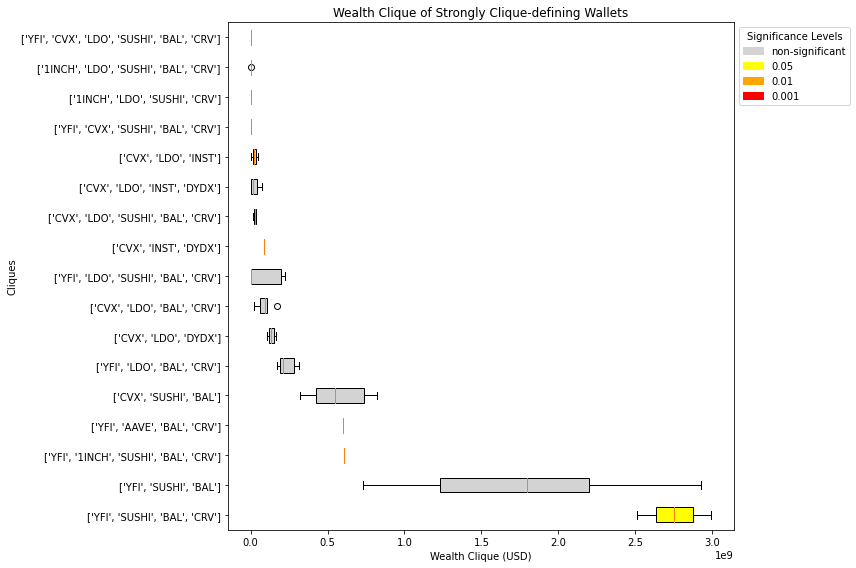 Wealth Clique of Strongly Clique-defining Wallets
['YFI', 'CVX', 'LDO', 'SUSHI', 'BAL', 'CRV']
['1INCH', 'LDO', 'SUSHI', 'BAL', 'CRV']
['1INCH', 'LDO', 'SUSHI', 'CRV']
['YFI', 'CVX', 'SUSHI', 'BAL', 'CRV']
['CVX', 'LDO', 'INST']
['CVX', 'LDO', 'INST', 'DYDX']
['CVX', 'LDO', 'SUSHI', 'BAL', 'CRV']
['CVX', 'INST', 'DYDX']
['YFI', 'LDO', 'SUSHI', 'BAL', 'CRV']
['CVX', 'LDO', 'BAL', 'CRV']
['CVX', 'LDO', 'DYDX']
['YFI', 'LDO', 'BAL', 'CRV']
['CVX', 'SUSHI', 'BAL']
['YFI', 'AAVE', 'BAL', 'CRV']
['YFI', '1INCH', 'SUSHI', 'BAL', 'CRV']
['YFI', 'SUSHI', 'BAL']
['YFI', 'SUSHI', 'BAL', 'CRV']
Cliques
0.0 0.5 1.0 1.5 2.0 2.5 3.0
1e9
Wealth Clique (USD)
Significance Levels
non-significant
0.05
0.01
0.001